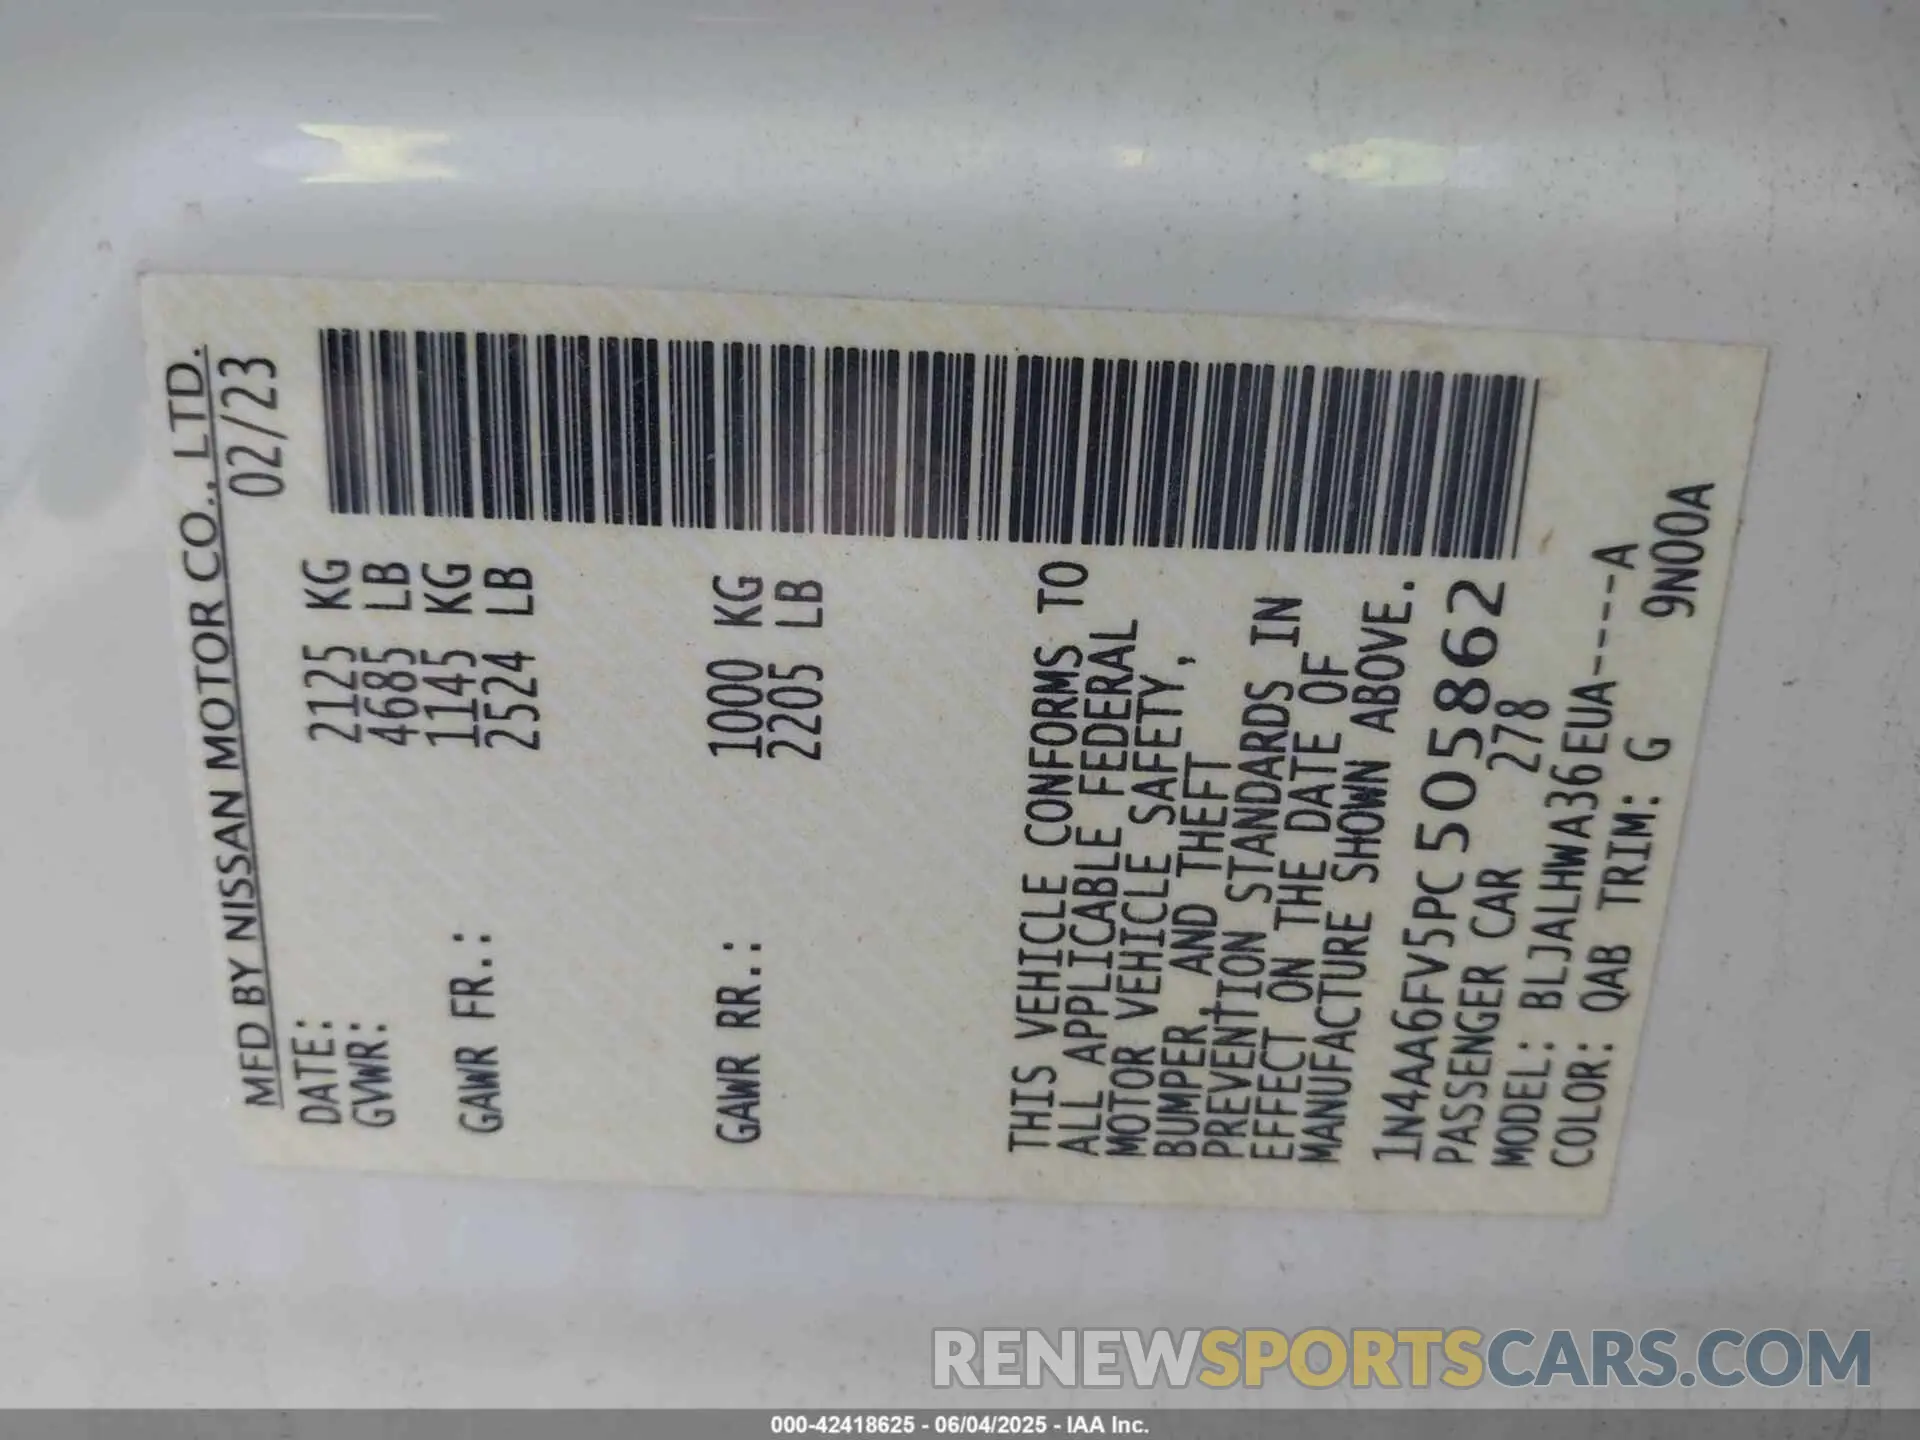 MFD BY NISSAN MOTOR CO., LTD.
DATE: 02/23
GVWR: 2125 KG
4685 LB
GAWR FR.: 1145 KG
2524 LB
GAWR RR.: 1000 KG
2205 LB
THIS VEHICLE CONFORMS TO
ALL APPLICABLE FEDERAL
MOTOR VEHICLE SAFETY,
BUMPER, AND THEFT
PREVENTION STANDARDS IN
EFFECT ON THE DATE OF
MANUFACTURE SHOWN ABOVE.
1N4AA6FV5PC505862
PASSENGER CAR 278
MODEL: BLJALHWA36EUA----A
COLOR: QAB TRIM: G 9N00A
RENEWSPORTSCARS.COM
000-42418625 - 06/04/2025 - IAA Inc.